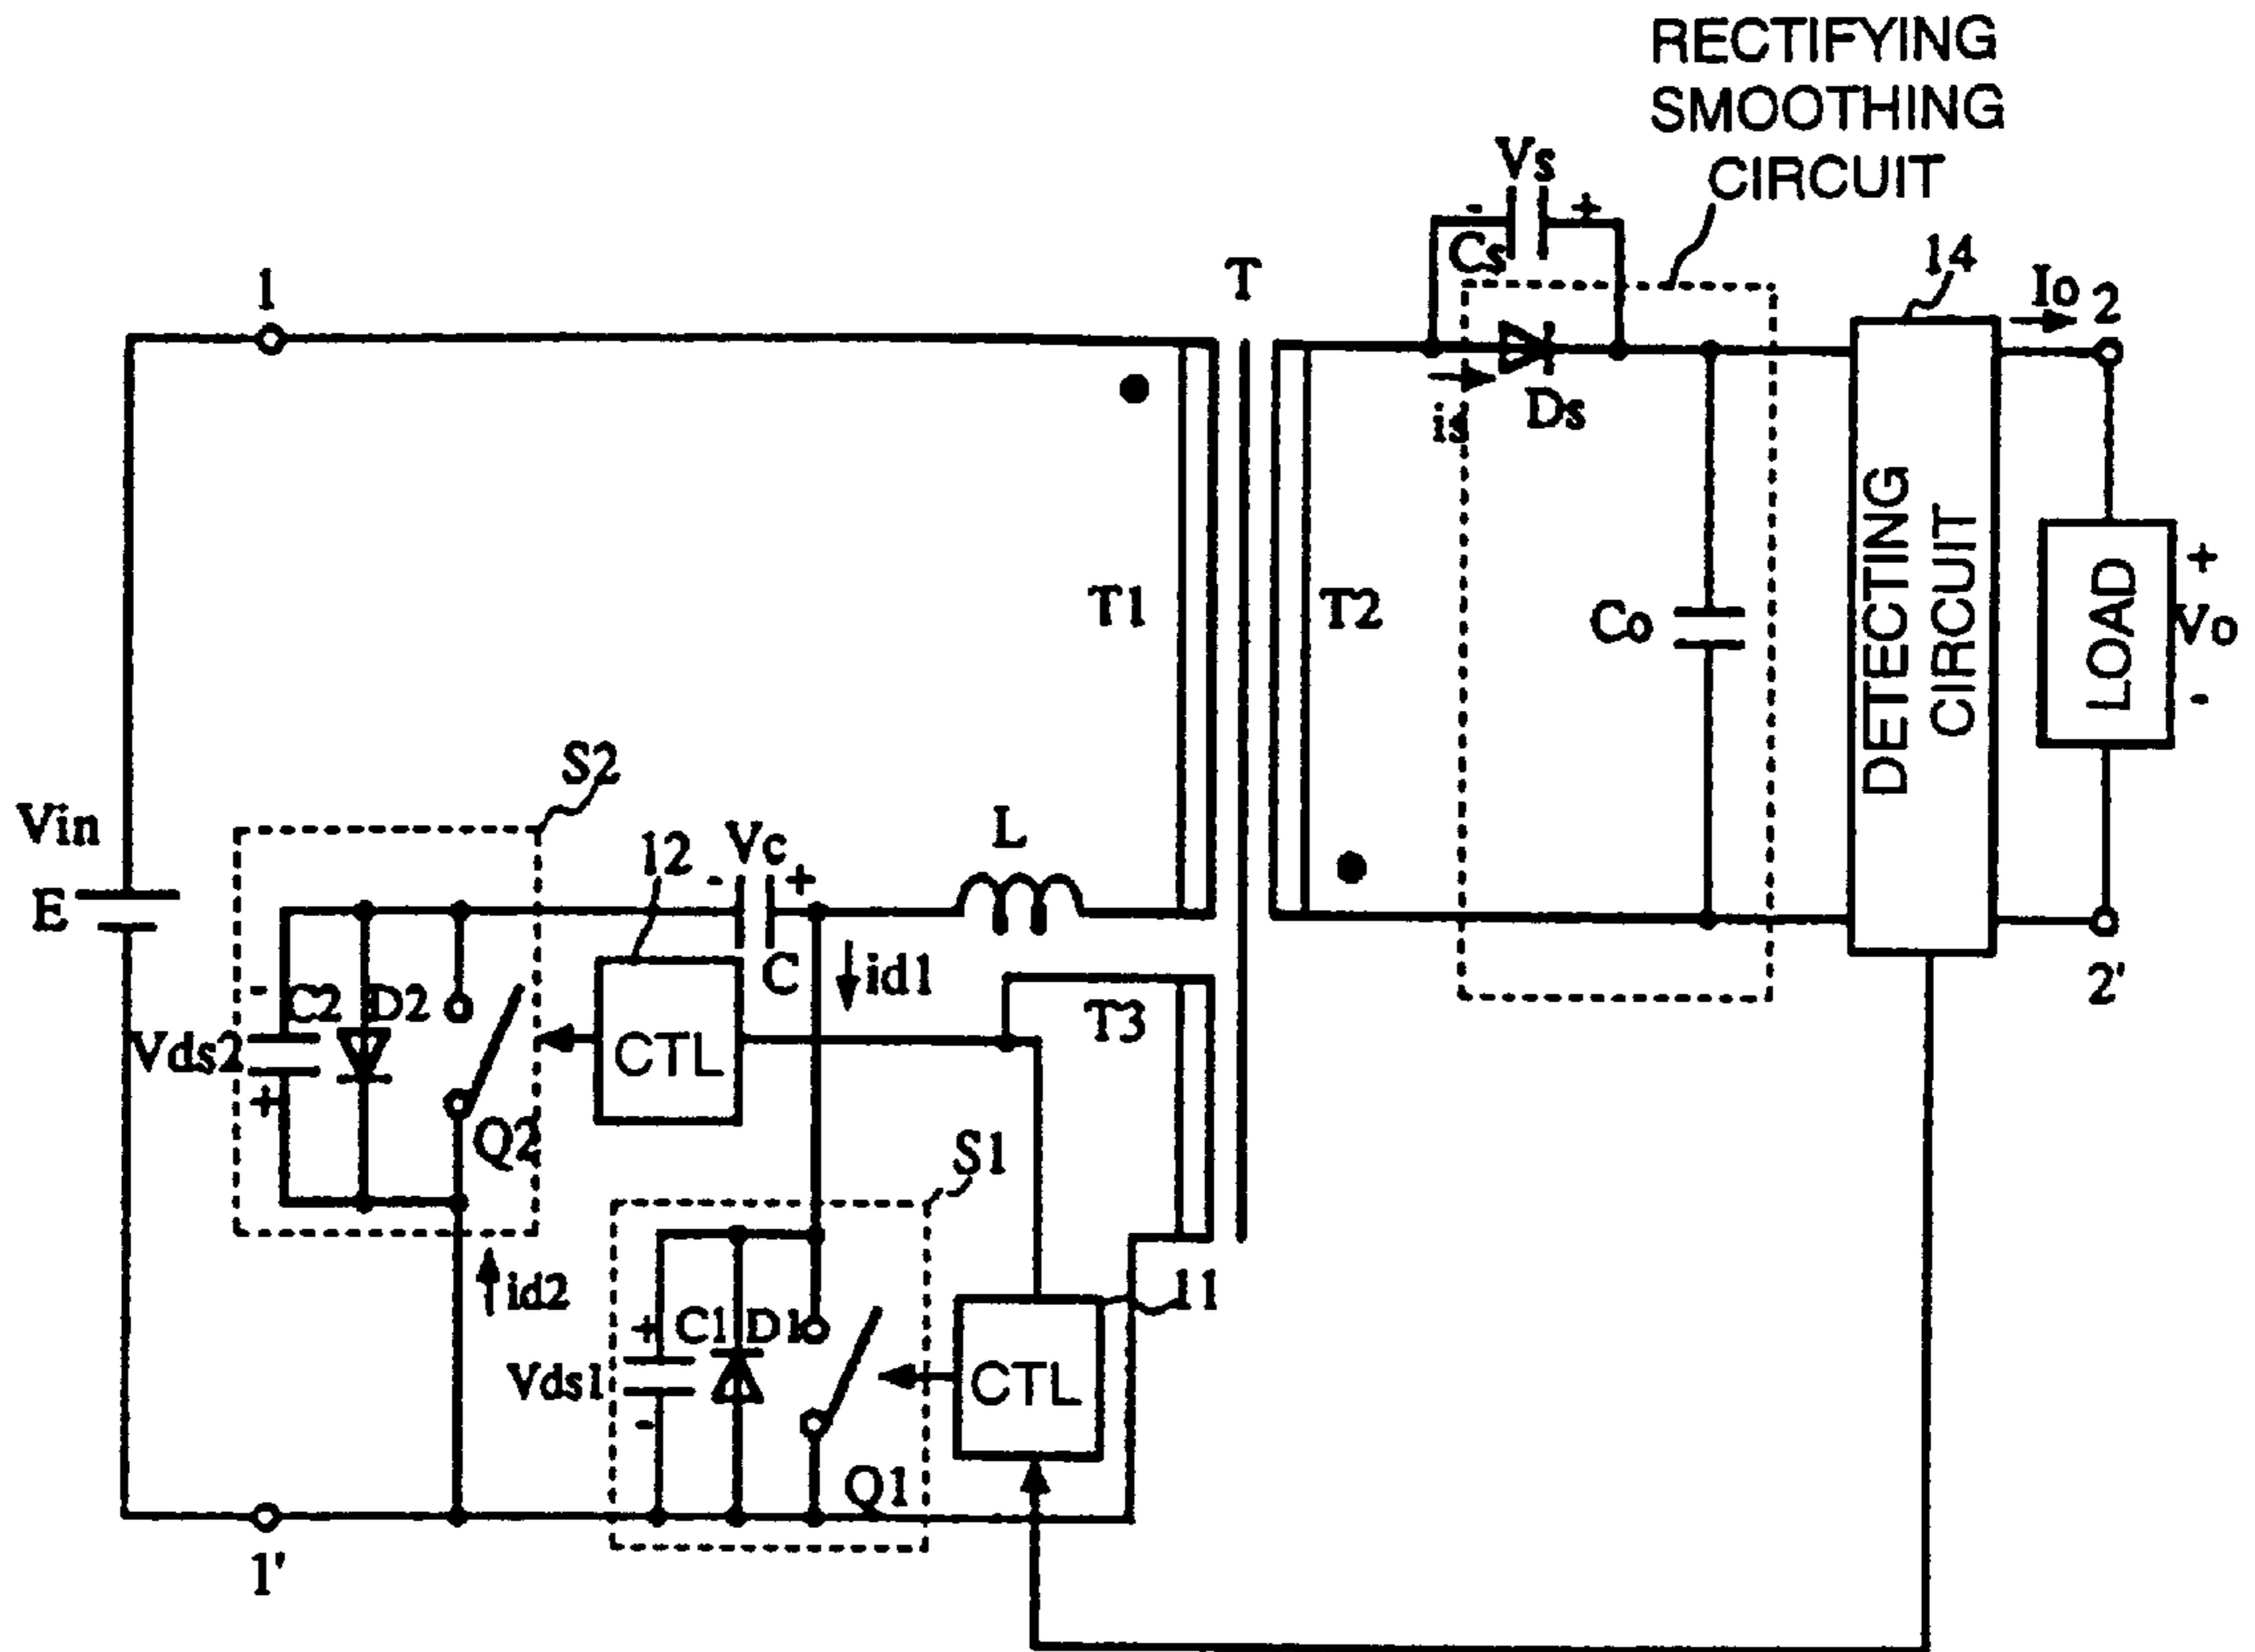 RECTIFYING
SMOOTHING
CIRCUIT
Vs
- +
Cs
T
14
Io
2
1
is
Ds
T1
T2
Co
DETECTING
CIRCUIT
LOAD
+
Vo
-
S2
Vin
E
12
Vc
- +
L
C
id1
2'
- C2 D2
Vds2
+
CTL
T3
Q2
S1
id2
11
+ C1 D1
Vds1
-
CTL
Q1
1'